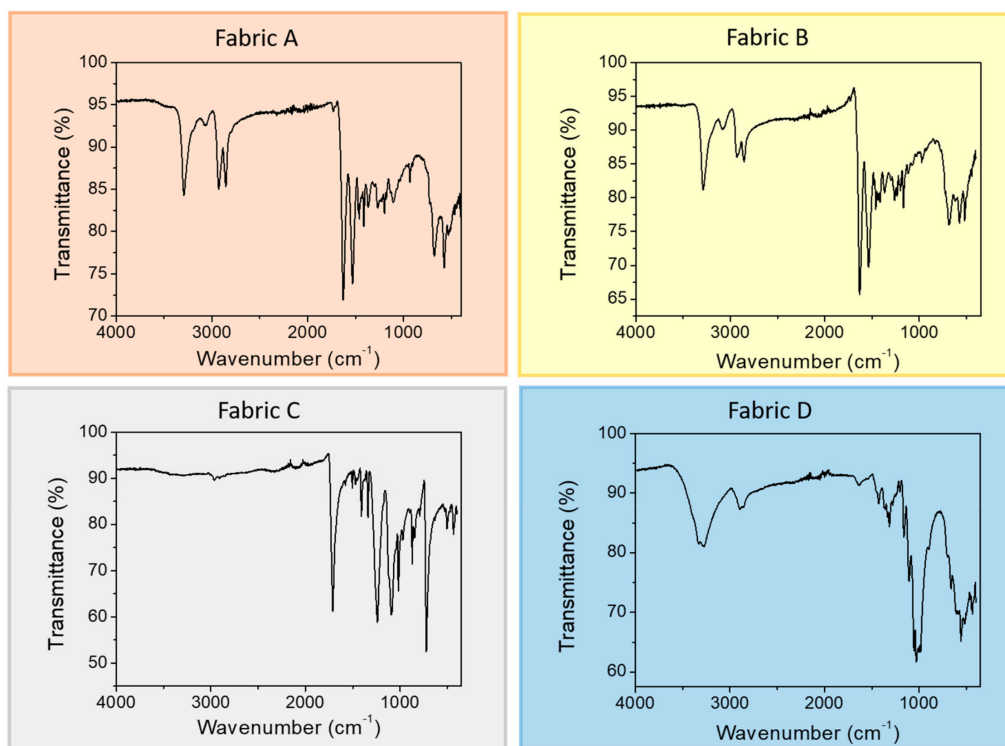 Fabric A
100
95
90
85
80
75
70
Transmittance (%)
4000 3000 2000 1000
Wavenumber (cm⁻¹)
Fabric B
100
95
90
85
80
75
70
65
Transmittance (%)
4000 3000 2000 1000
Wavenumber (cm⁻¹)
Fabric C
100
90
80
70
60
50
Transmittance (%)
4000 3000 2000 1000
Wavenumber (cm⁻¹)
Fabric D
100
90
80
70
60
Transmittance (%)
4000 3000 2000 1000
Wavenumber (cm⁻¹)